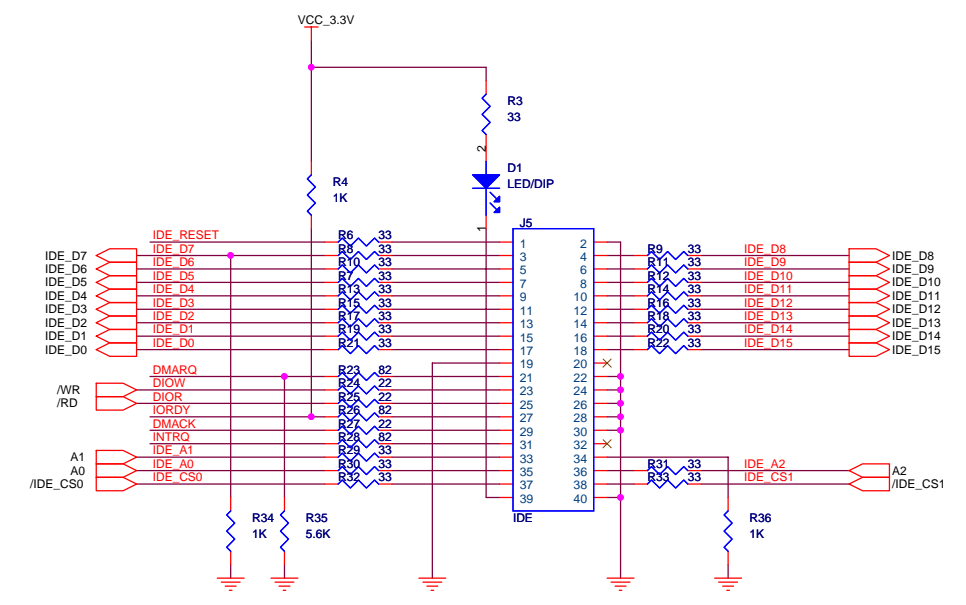 VCC_3.3V
R3
33
2
D1
LED/DIP
R4
1K
1
J5
IDE_RESET R6 33 1 2
IDE_D7 IDE_D7 R8 33 3 4 R9 33 IDE_D8 IDE_D8
IDE_D6 IDE_D6 R10 33 5 6 R11 33 IDE_D9 IDE_D9
IDE_D5 IDE_D5 R7 33 7 8 R12 33 IDE_D10 IDE_D10
IDE_D4 IDE_D4 R13 33 9 10 R14 33 IDE_D11 IDE_D11
IDE_D3 IDE_D3 R15 33 11 12 R16 33 IDE_D12 IDE_D12
IDE_D2 IDE_D2 R17 33 13 14 R18 33 IDE_D13 IDE_D13
IDE_D1 IDE_D1 R19 33 15 16 R20 33 IDE_D14 IDE_D14
IDE_D0 IDE_D0 R21 33 17 18 R22 33 IDE_D15 IDE_D15
19 20
DMARQ R23 82 21 22
/WR DIOW R24 22 23 24
/RD DIOR R25 22 25 26
IORDY R26 82 27 28
DMACK R27 22 29 30
INTRQ R28 82 31 32
A1 IDE_A1 R29 33 33 34
A0 IDE_A0 R30 33 35 36 R31 33 IDE_A2 A2
/IDE_CS0 IDE_CS0 R32 33 37 38 R33 33 IDE_CS1 /IDE_CS1
39 40
IDE
R34
1K
R35
5.6K
R36
1K